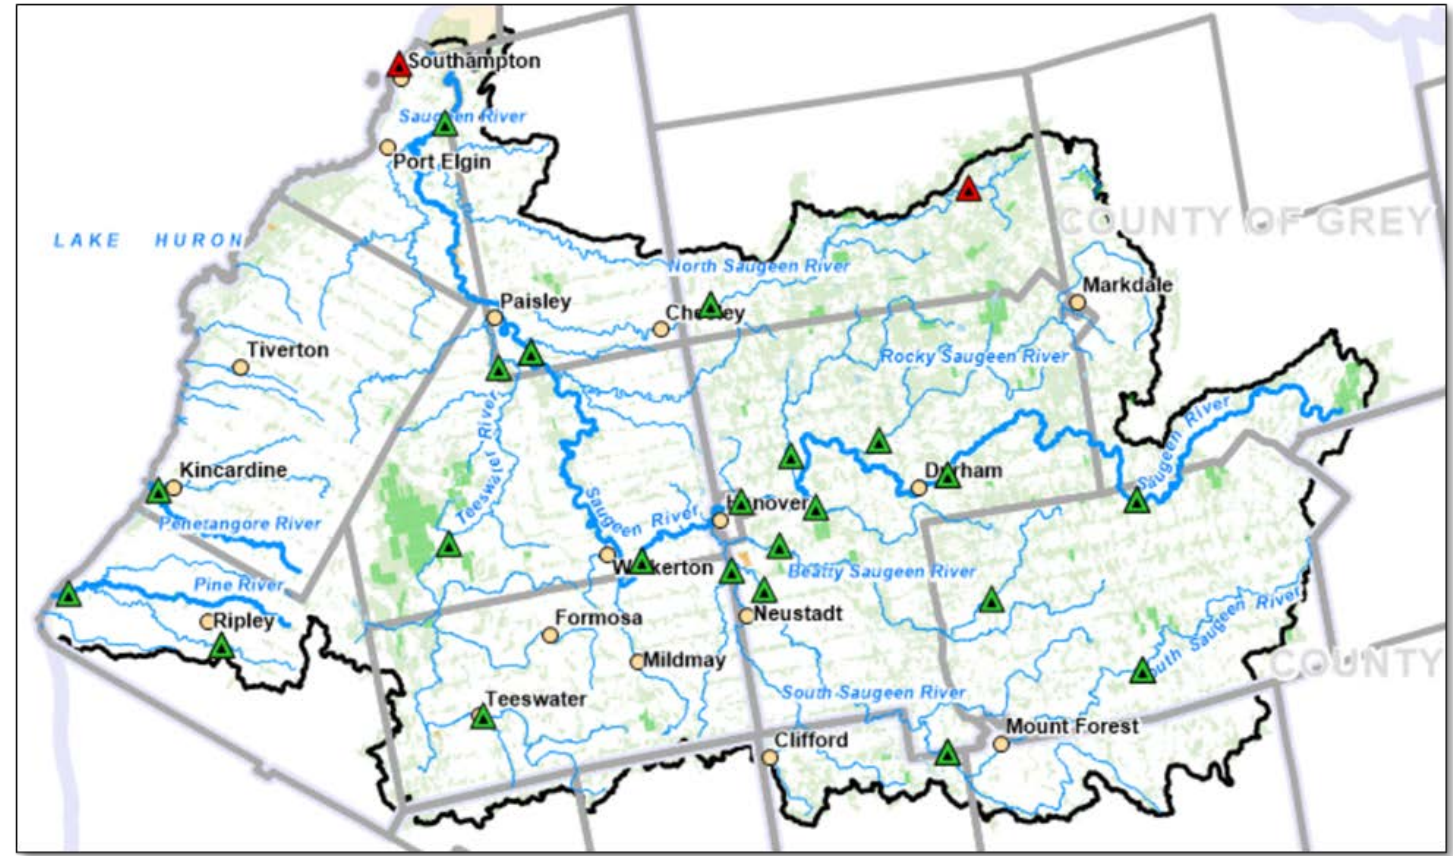 Southampton
Saugeen River
Port Elgin
COUNTY OF GREY
LAKE HURON
North Saugeen River
Markdale
Paisley
Chesley
Tiverton
Rocky Saugeen River
Saugeen River
Teeswater River
Kincardine
Durham
Saugeen River
Hanover
Penetangore River
Walkerton
Beatty Saugeen River
Pine River
South Saugeen River
Ripley
Formosa
Neustadt
Mildmay
COUNTY
South Saugeen River
Teeswater
Mount Forest
Clifford